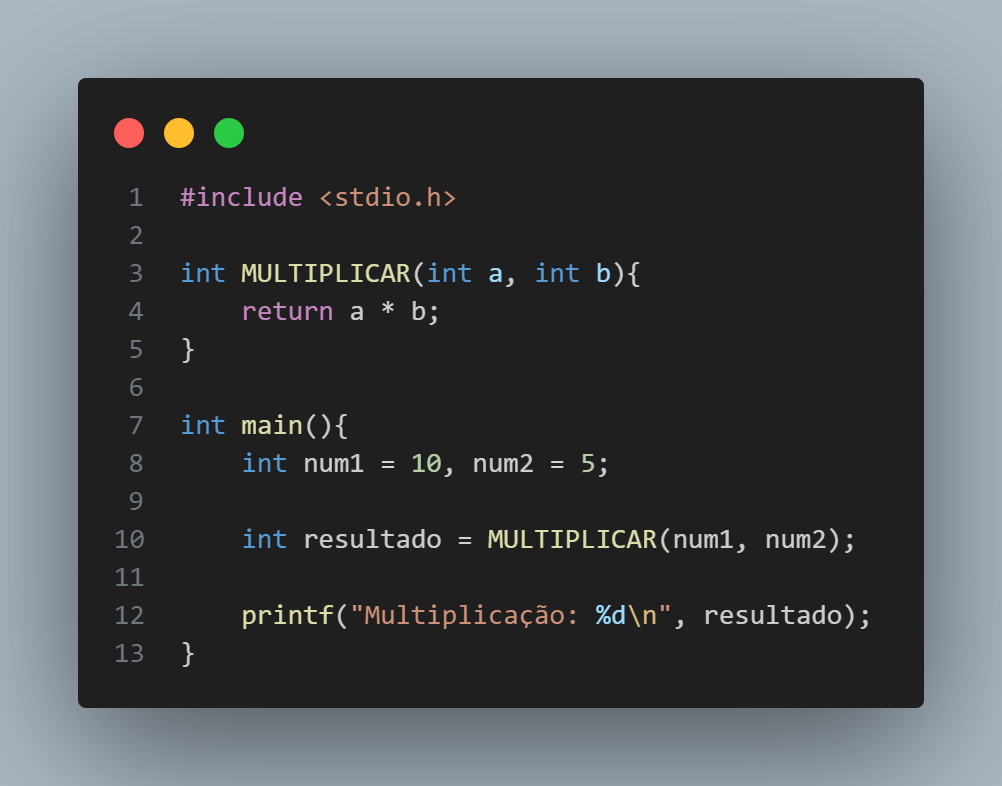 1 #include <stdio.h>
2
3 int MULTIPLICAR(int a, int b){
4     return a * b;
5 }
6
7 int main(){
8     int num1 = 10, num2 = 5;
9
10     int resultado = MULTIPLICAR(num1, num2);
11
12     printf("Multiplicação: %d\n", resultado);
13 }